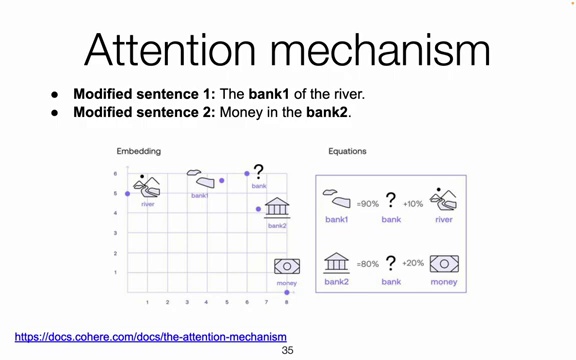 Attention mechanism
● Modified sentence 1: The bank1 of the river.
● Modified sentence 2: Money in the bank2.
Embedding
6
5
4
3
2
1
1 2 3 4 5 6 7 8
river
bank1
?
bank
bank2
money
Equations
=90% ? +10%
bank1 bank river
=80% ? +20%
bank2 bank money
https://docs.cohere.com/docs/the-attention-mechanism
35